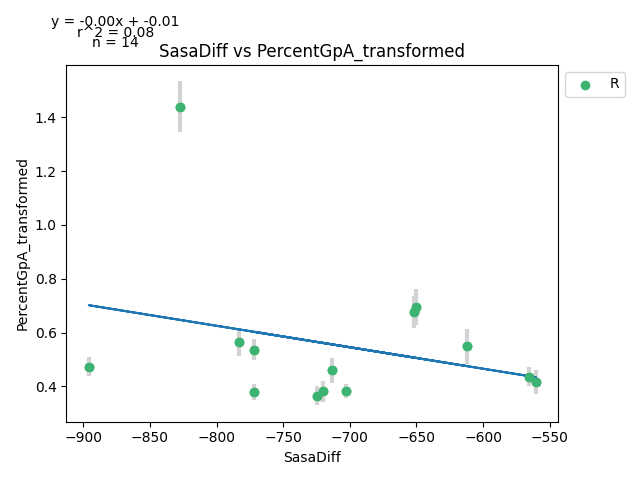 y = -0.00x + -0.01
r^2 = 0.08
n = 14
SasaDiff vs PercentGpA_transformed
R
PercentGpA_transformed
1.4
1.2
1.0
0.8
0.6
0.4
−900 −850 −800 −750 −700 −650 −600 −550
SasaDiff